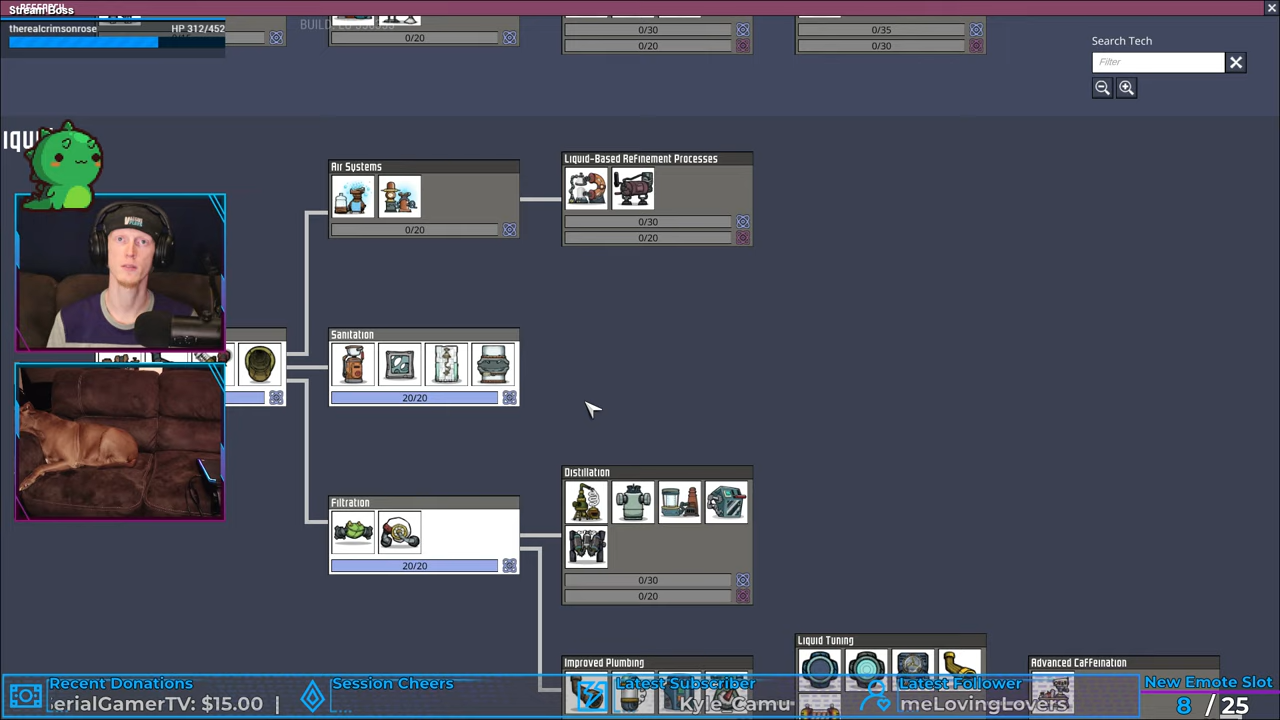 Stream Boss
therealcrimsonrose
HP 312/452
0/20
0/30
0/20
0/35
0/30
Search Tech
Filter
Air Systems
0/20
Liquid-Based Refinement Processes
0/30
0/20
Sanitation
20/20
Filtration
20/20
Distillation
0/30
0/20
Improved Plumbing
Liquid Tuning
Advanced Caffeination
Recent Donations
erialGamerTV: $15.00 |
Session Cheers
...
Latest Subscriber
Kyle_Camu
Latest Follower
meLovingLovers
New Emote Slot
8 / 25